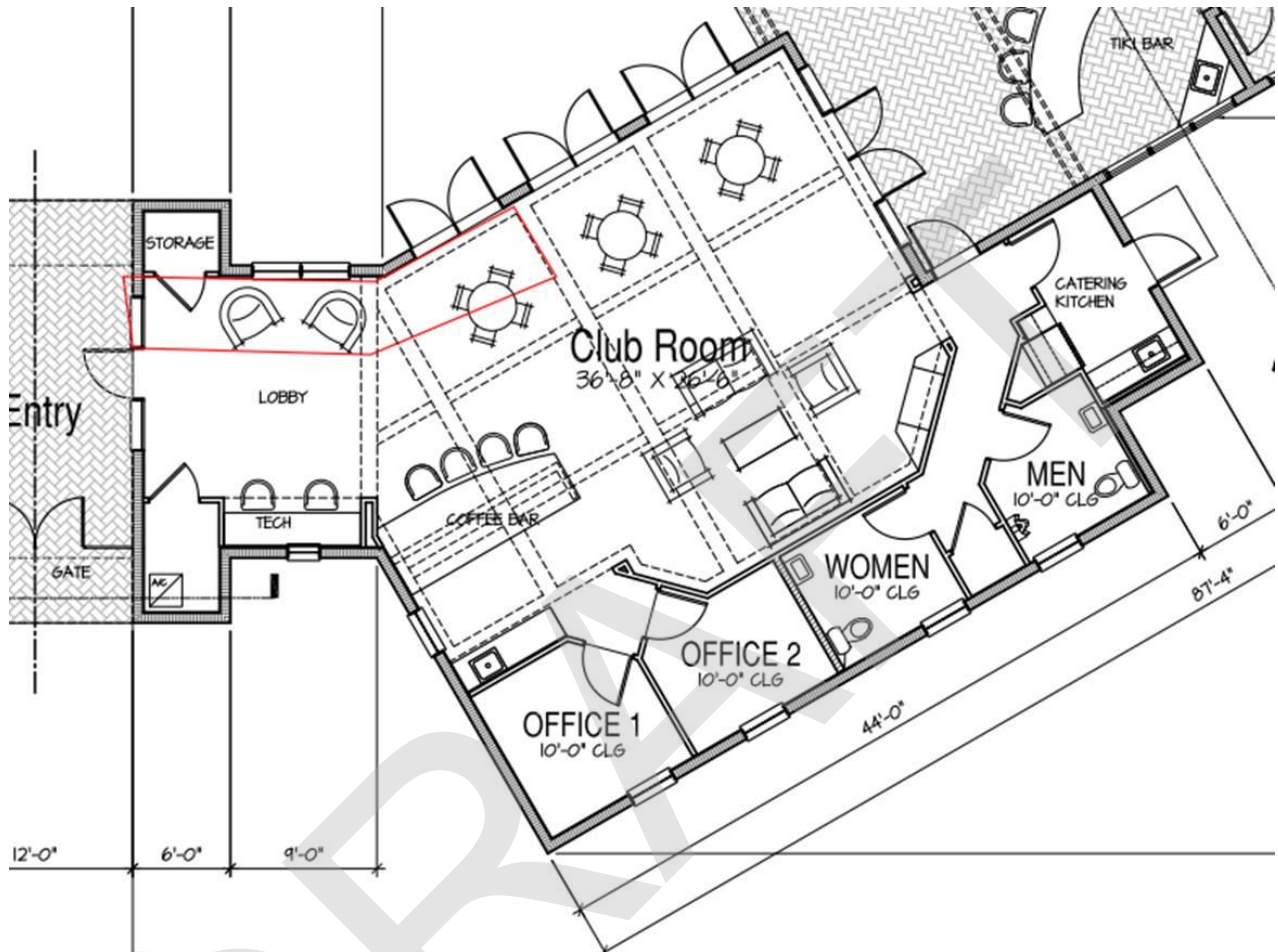 TIKI BAR
STORAGE
CATERING
KITCHEN
Club Room
36'-8" X 26'-6"
LOBBY
Entry
MEN
10'-0" CLG
TECH
COFFEE BAR
GATE
A/C
WOMEN
10'-0" CLG
6'-0"
87'-4"
OFFICE 2
10'-0" CLG
44'-0"
OFFICE 1
10'-0" CLG
12'-0"
6'-0"
9'-0"
DRAFT